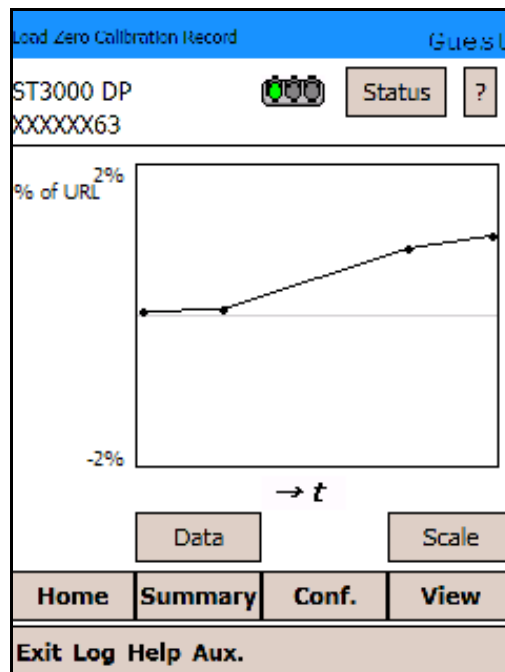 Load Zero Calibration Record Guest
ST3000 DP Status ?
XXXXXX63
2%
% of URL
-2%
→ t
Data Scale
Home Summary Conf. View
Exit Log Help Aux.